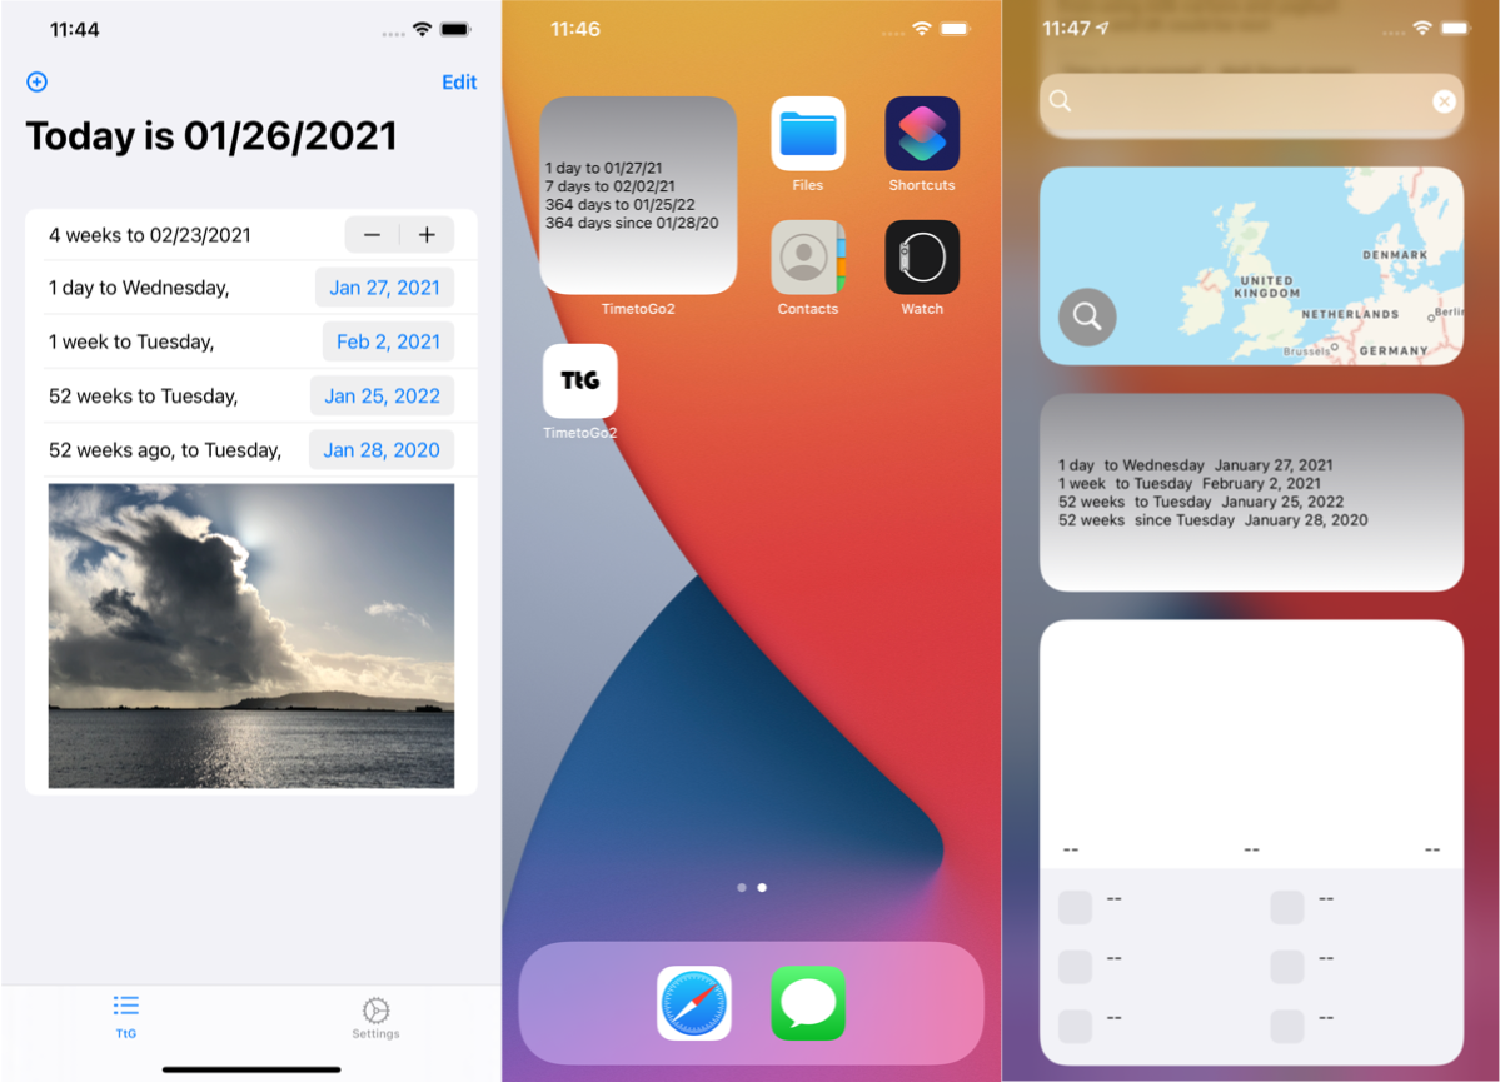 11:44
Edit
Today is 01/26/2021
4 weeks to 02/23/2021
− +
1 day to Wednesday, Jan 27, 2021
1 week to Tuesday, Feb 2, 2021
52 weeks to Tuesday, Jan 25, 2022
52 weeks ago, to Tuesday, Jan 28, 2020
TtG
Settings
11:46
1 day to 01/27/21
7 days to 02/02/21
364 days to 01/25/22
364 days since 01/28/20
TimetoGo2
Files
Shortcuts
Contacts
Watch
TtG
TimetoGo2
11:47
UNITED
KINGDOM
DENMARK
NETHERLANDS
Berlin
Brussels
GERMANY
1 day to Wednesday January 27, 2021
1 week to Tuesday February 2, 2021
52 weeks to Tuesday January 25, 2022
52 weeks since Tuesday January 28, 2020
-- -- --
-- --
-- --
-- --